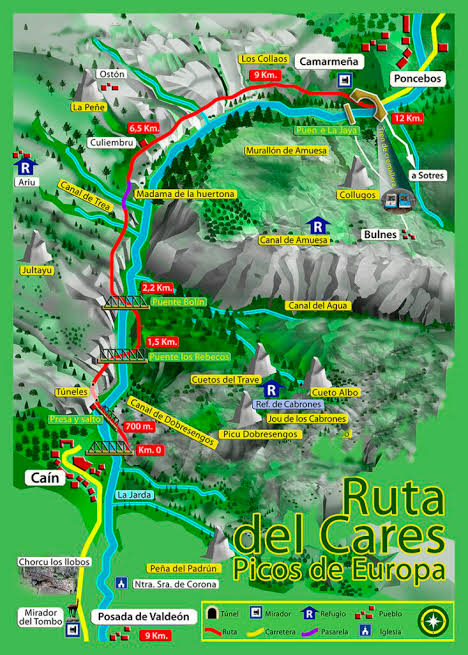 Los Collaos
Camarmeña
Ostón
9 Km.
Poncebos
La Peñe
6,5 Km.
Puen e La Jaya
12 Km.
Culiembru
Murallón de Amuesa
a Sotres
R
Ariu
Madama de la huertona
Canal de Trea
Collugos
R
Bulnes
Canal de Amuesa
Jultayu
2,2 Km.
Puente Bolín
Canal del Agua
1,5 Km.
Puente los Rebecos
Cuetos del Trave
R
Cueto Albo
Túneles
Ref. de Cabrones
Canal de Dobresengos
Jou de los Cabrones
Presa y salto
700 m.
Picu Dobresengos
Km. 0
Caín
La Jarda
Ruta
del Cares
Picos de Europa
Chorcu los llobos
Peña del Padrún
Ntra. Sra. de Corona
Mirador
del Tombo
Posada de Valdeón
9 Km.
Túnel
Mirador
R Refugio
Pueblo
Ruta
Carretera
Pasarela
Iglesia